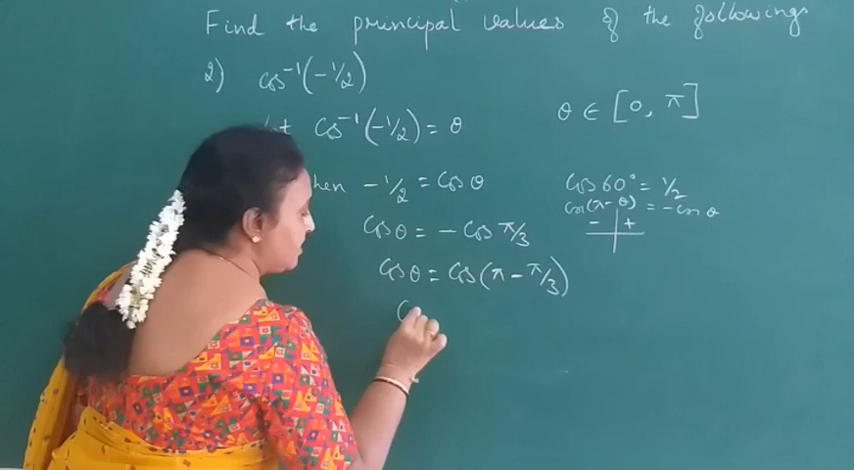 Find the principal values of the followings
2) cos⁻¹(-1/2)
cos⁻¹(-1/2) = θ
θ ∈ [0, π]
-1/2 = cos θ
cos 60° = 1/2
cos(π - θ) = -cos θ
- +
cos θ = - cos π/3
cos θ = cos(π - π/3)